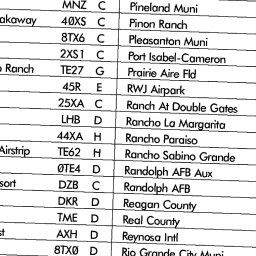 MNZ C Pineland Muni
akaway 40XS C Pinon Ranch
8TX6 C Pleasanton Muni
2XS1 C Port Isabel-Cameron
Ranch TE27 G Prairie Aire Fld
45R E RWJ Airpark
25XA C Ranch At Double Gates
LHB D Rancho La Margarita
44XA H Rancho Paraiso
Airstrip TE62 H Rancho Sabino Grande
0TE4 D Randolph AFB Aux
sort DZB C Randolph AFB
DKR D Reagan County
TME D Real County
st AXH D Reynosa Intl
8TX0 D Rio Grande City Muni